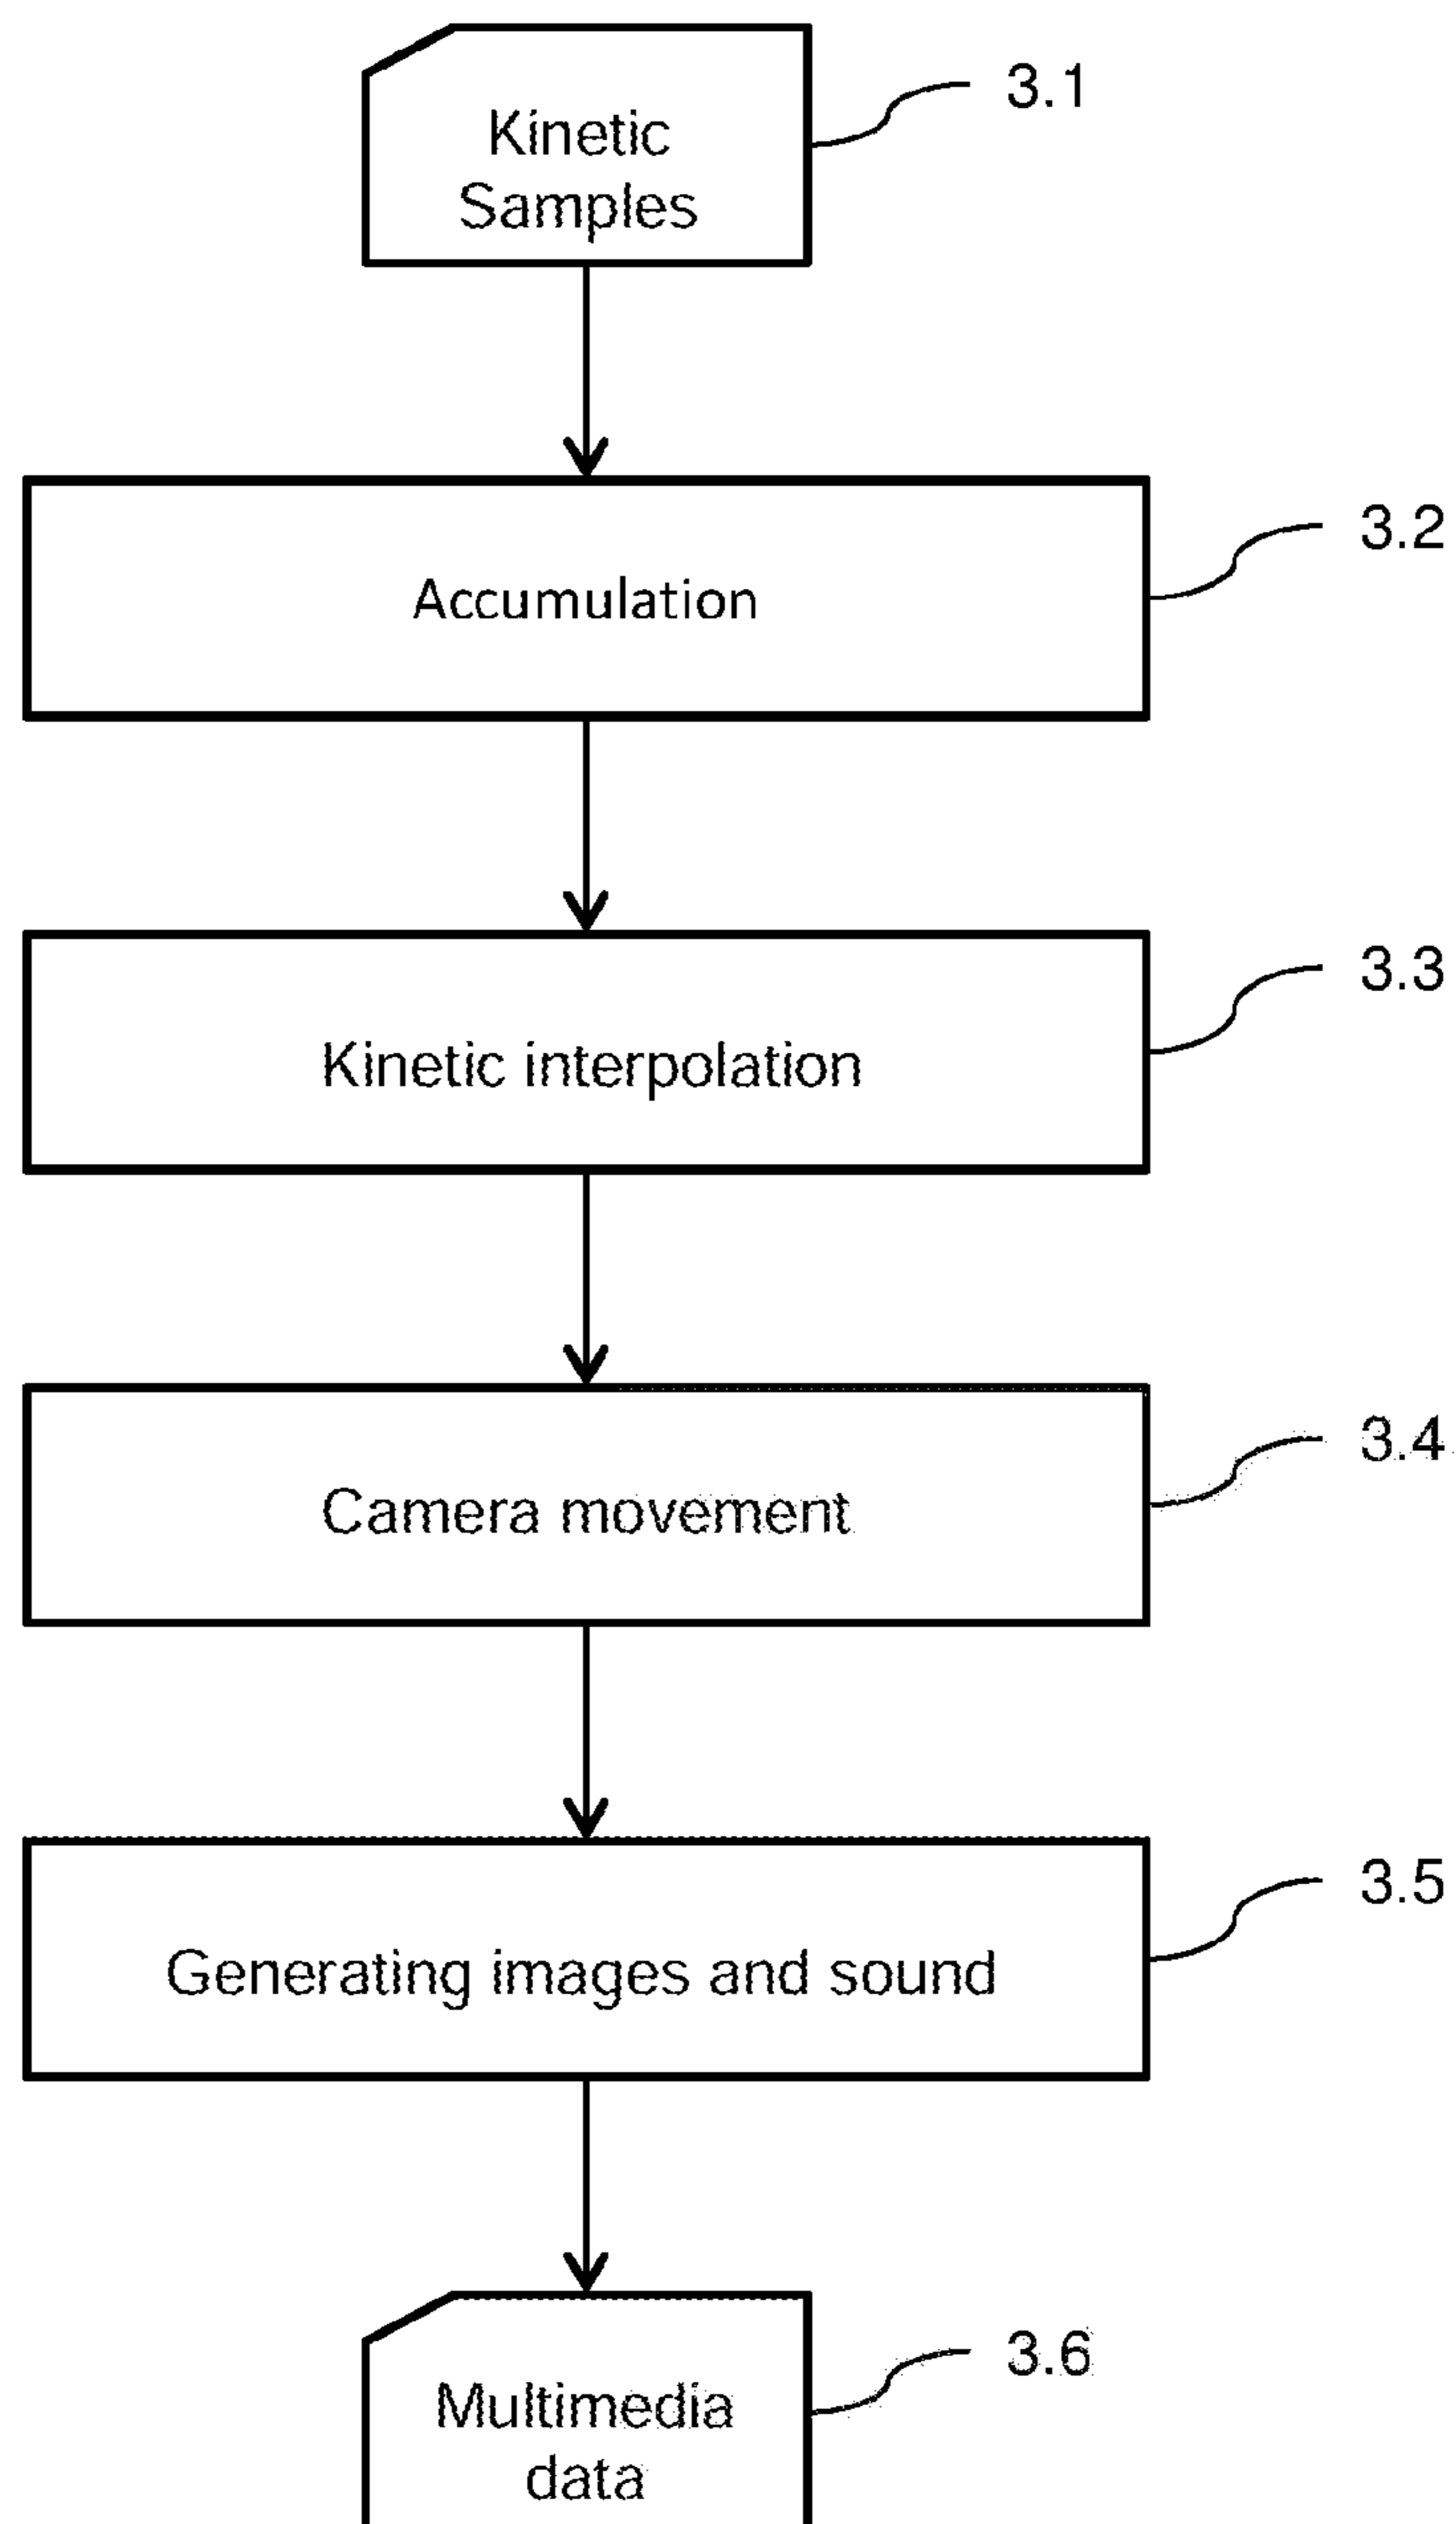 Kinetic
Samples
3.1
Accumulation
3.2
Kinetic interpolation
3.3
Camera movement
3.4
Generating images and sound
3.5
Multimedia
data
3.6